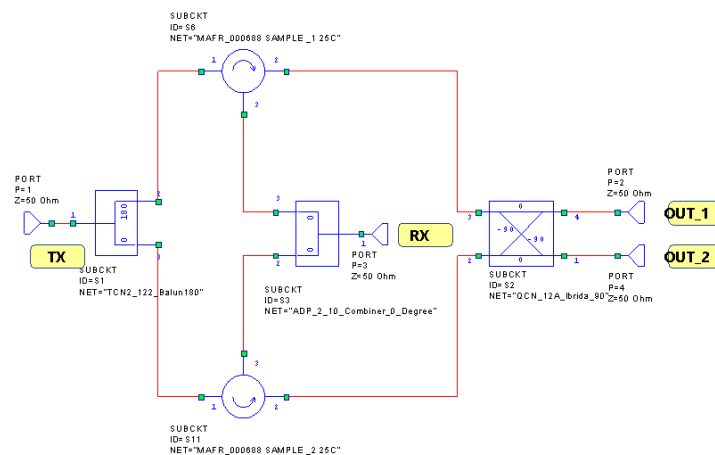 SUBCKT
ID=S6
NET="MAFR_000688 SAMPLE _1 25C"
1
2
3
PORT
P=1
Z=50 Ohm
1
180
0
2
3
TX
SUBCKT
ID=S1
NET="TCN2_122_Balun180"
3
0
0
2
1
RX
PORT
P=3
Z=50 Ohm
SUBCKT
ID=S3
NET="ADP_2_10_Combiner_0_Degree"
3
0
4
-90
-90
2
0
1
SUBCKT
ID=S2
NET="QCN_12A_Ibrida_90"
PORT
P=2
Z=50 Ohm
OUT_1
OUT_2
PORT
P=4
Z=50 Ohm
3
1
2
SUBCKT
ID=S11
NET="MAFR_000688 SAMPLE _2 25C"